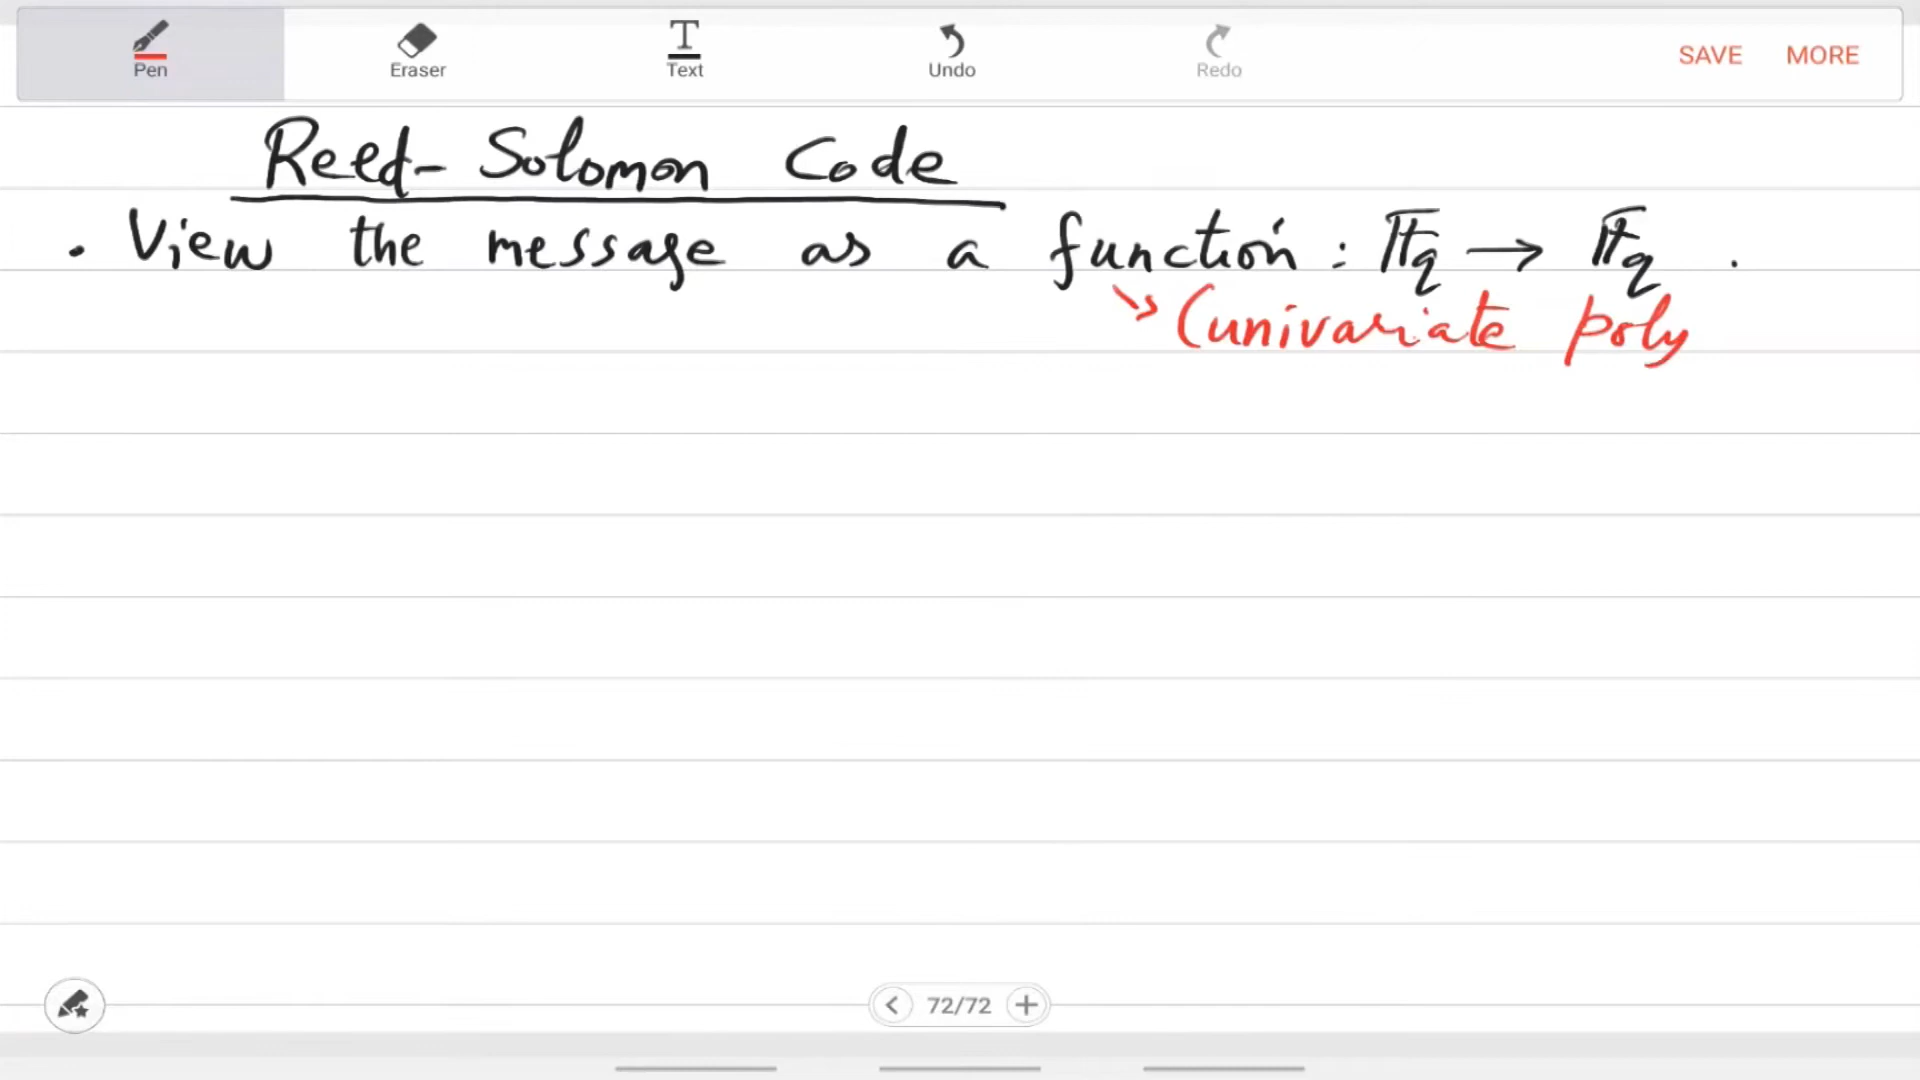 Pen Eraser Text Undo Redo SAVE MORE
Reed-Solomon Code
· View the message as a function : 𝔽q → 𝔽q .
↘ (univariate poly
72/72